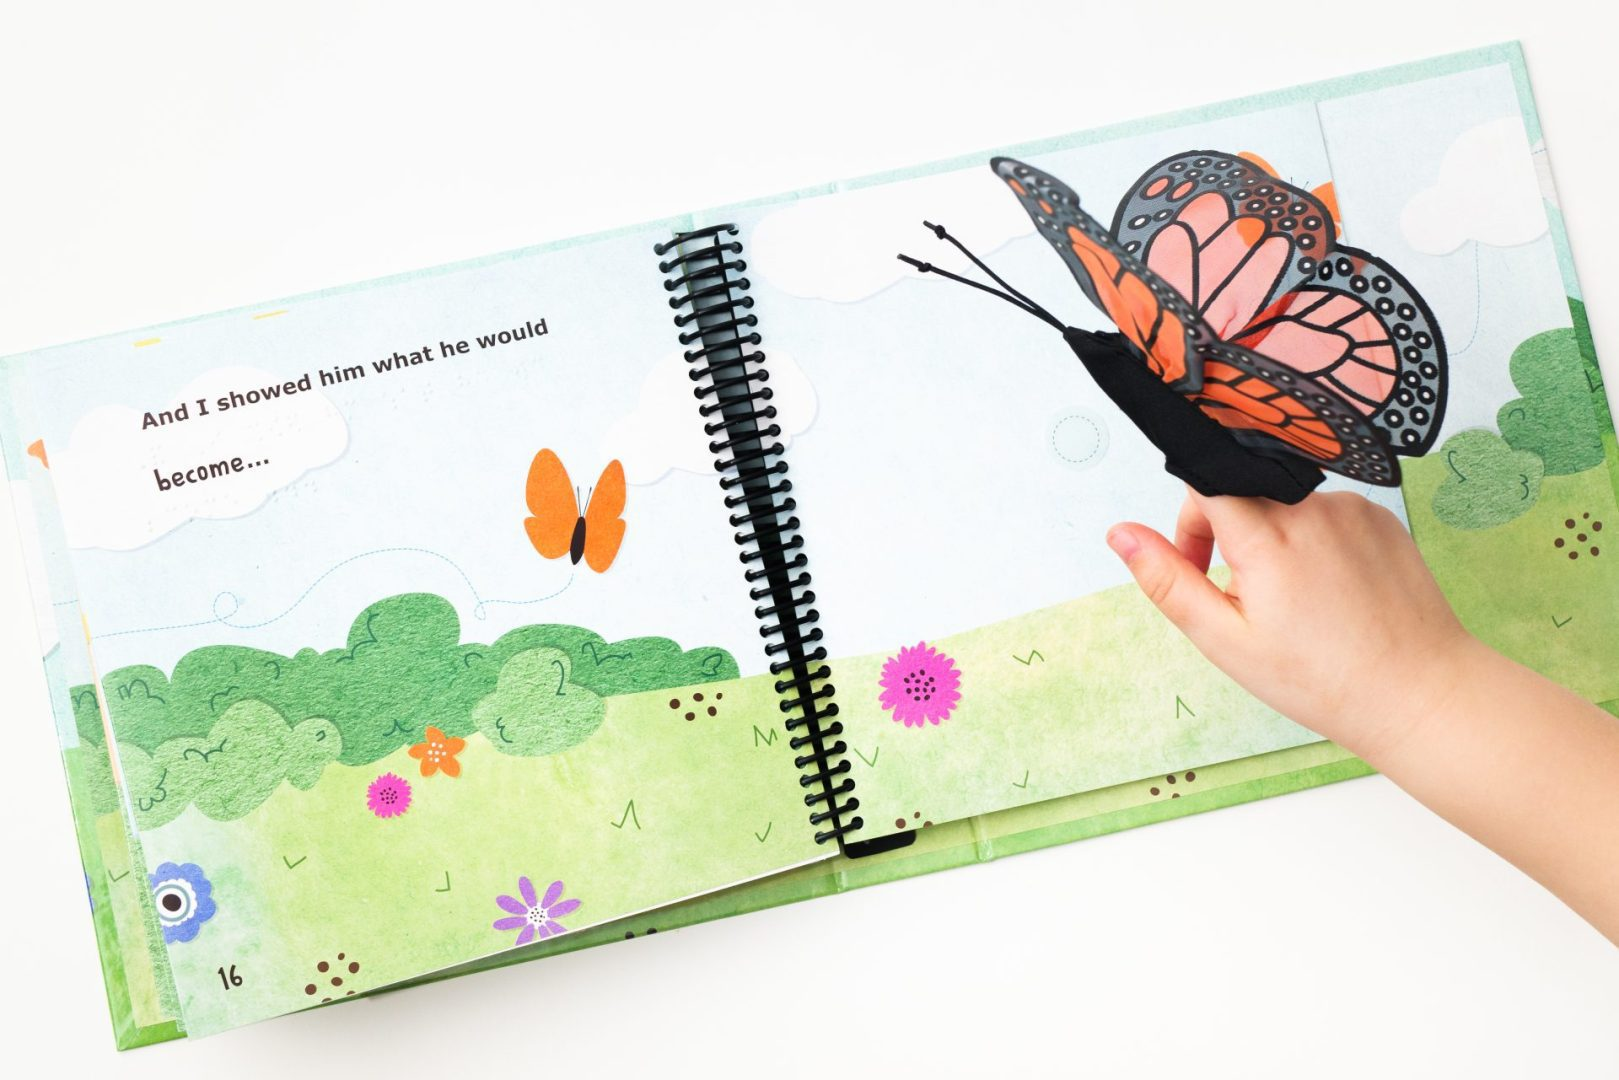 And I showed him what he would
become...
16